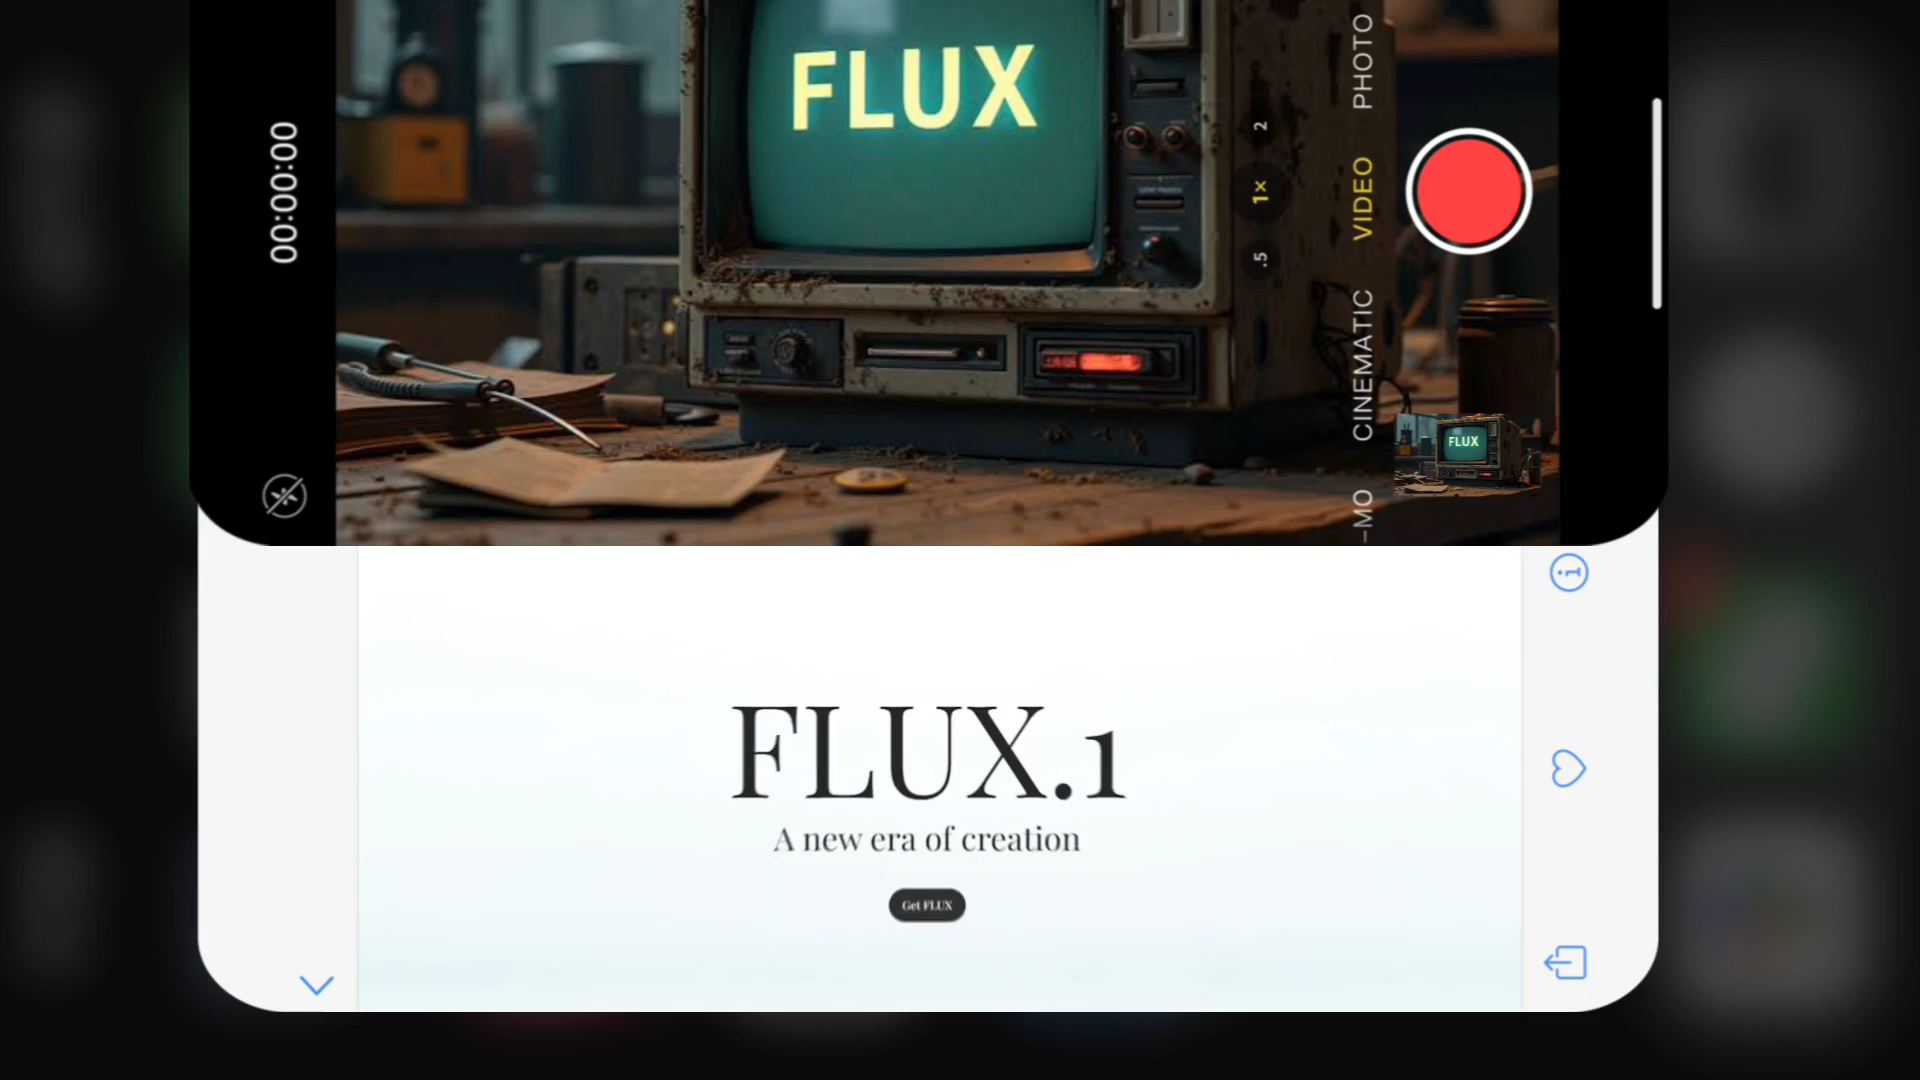 FLUX
00:00:00
2
1×
.5
PHOTO
VIDEO
CINEMATIC
-MO
FLUX
FLUX.1
A new era of creation
Get FLUX